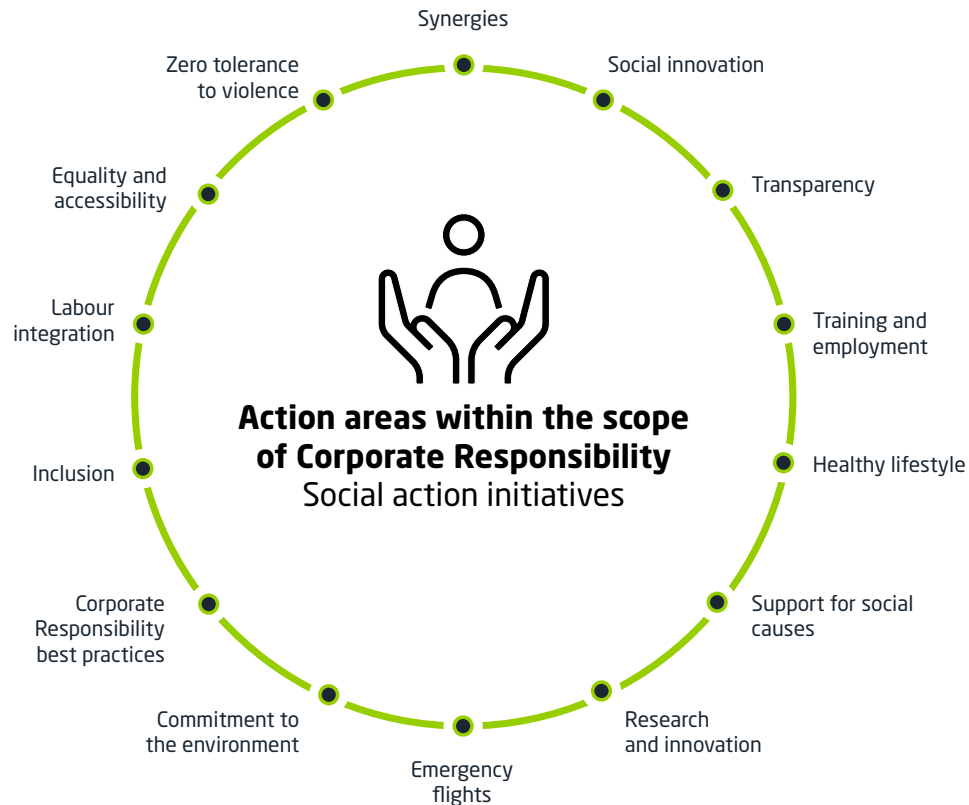 Synergies
Social innovation
Transparency
Training and
employment
Healthy lifestyle
Support for social
causes
Research
and innovation
Emergency
flights
Commitment to
the environment
Corporate
Responsibility
best practices
Inclusion
Labour
integration
Equality and
accessibility
Zero tolerance
to violence
Action areas within the scope
of Corporate Responsibility
Social action initiatives